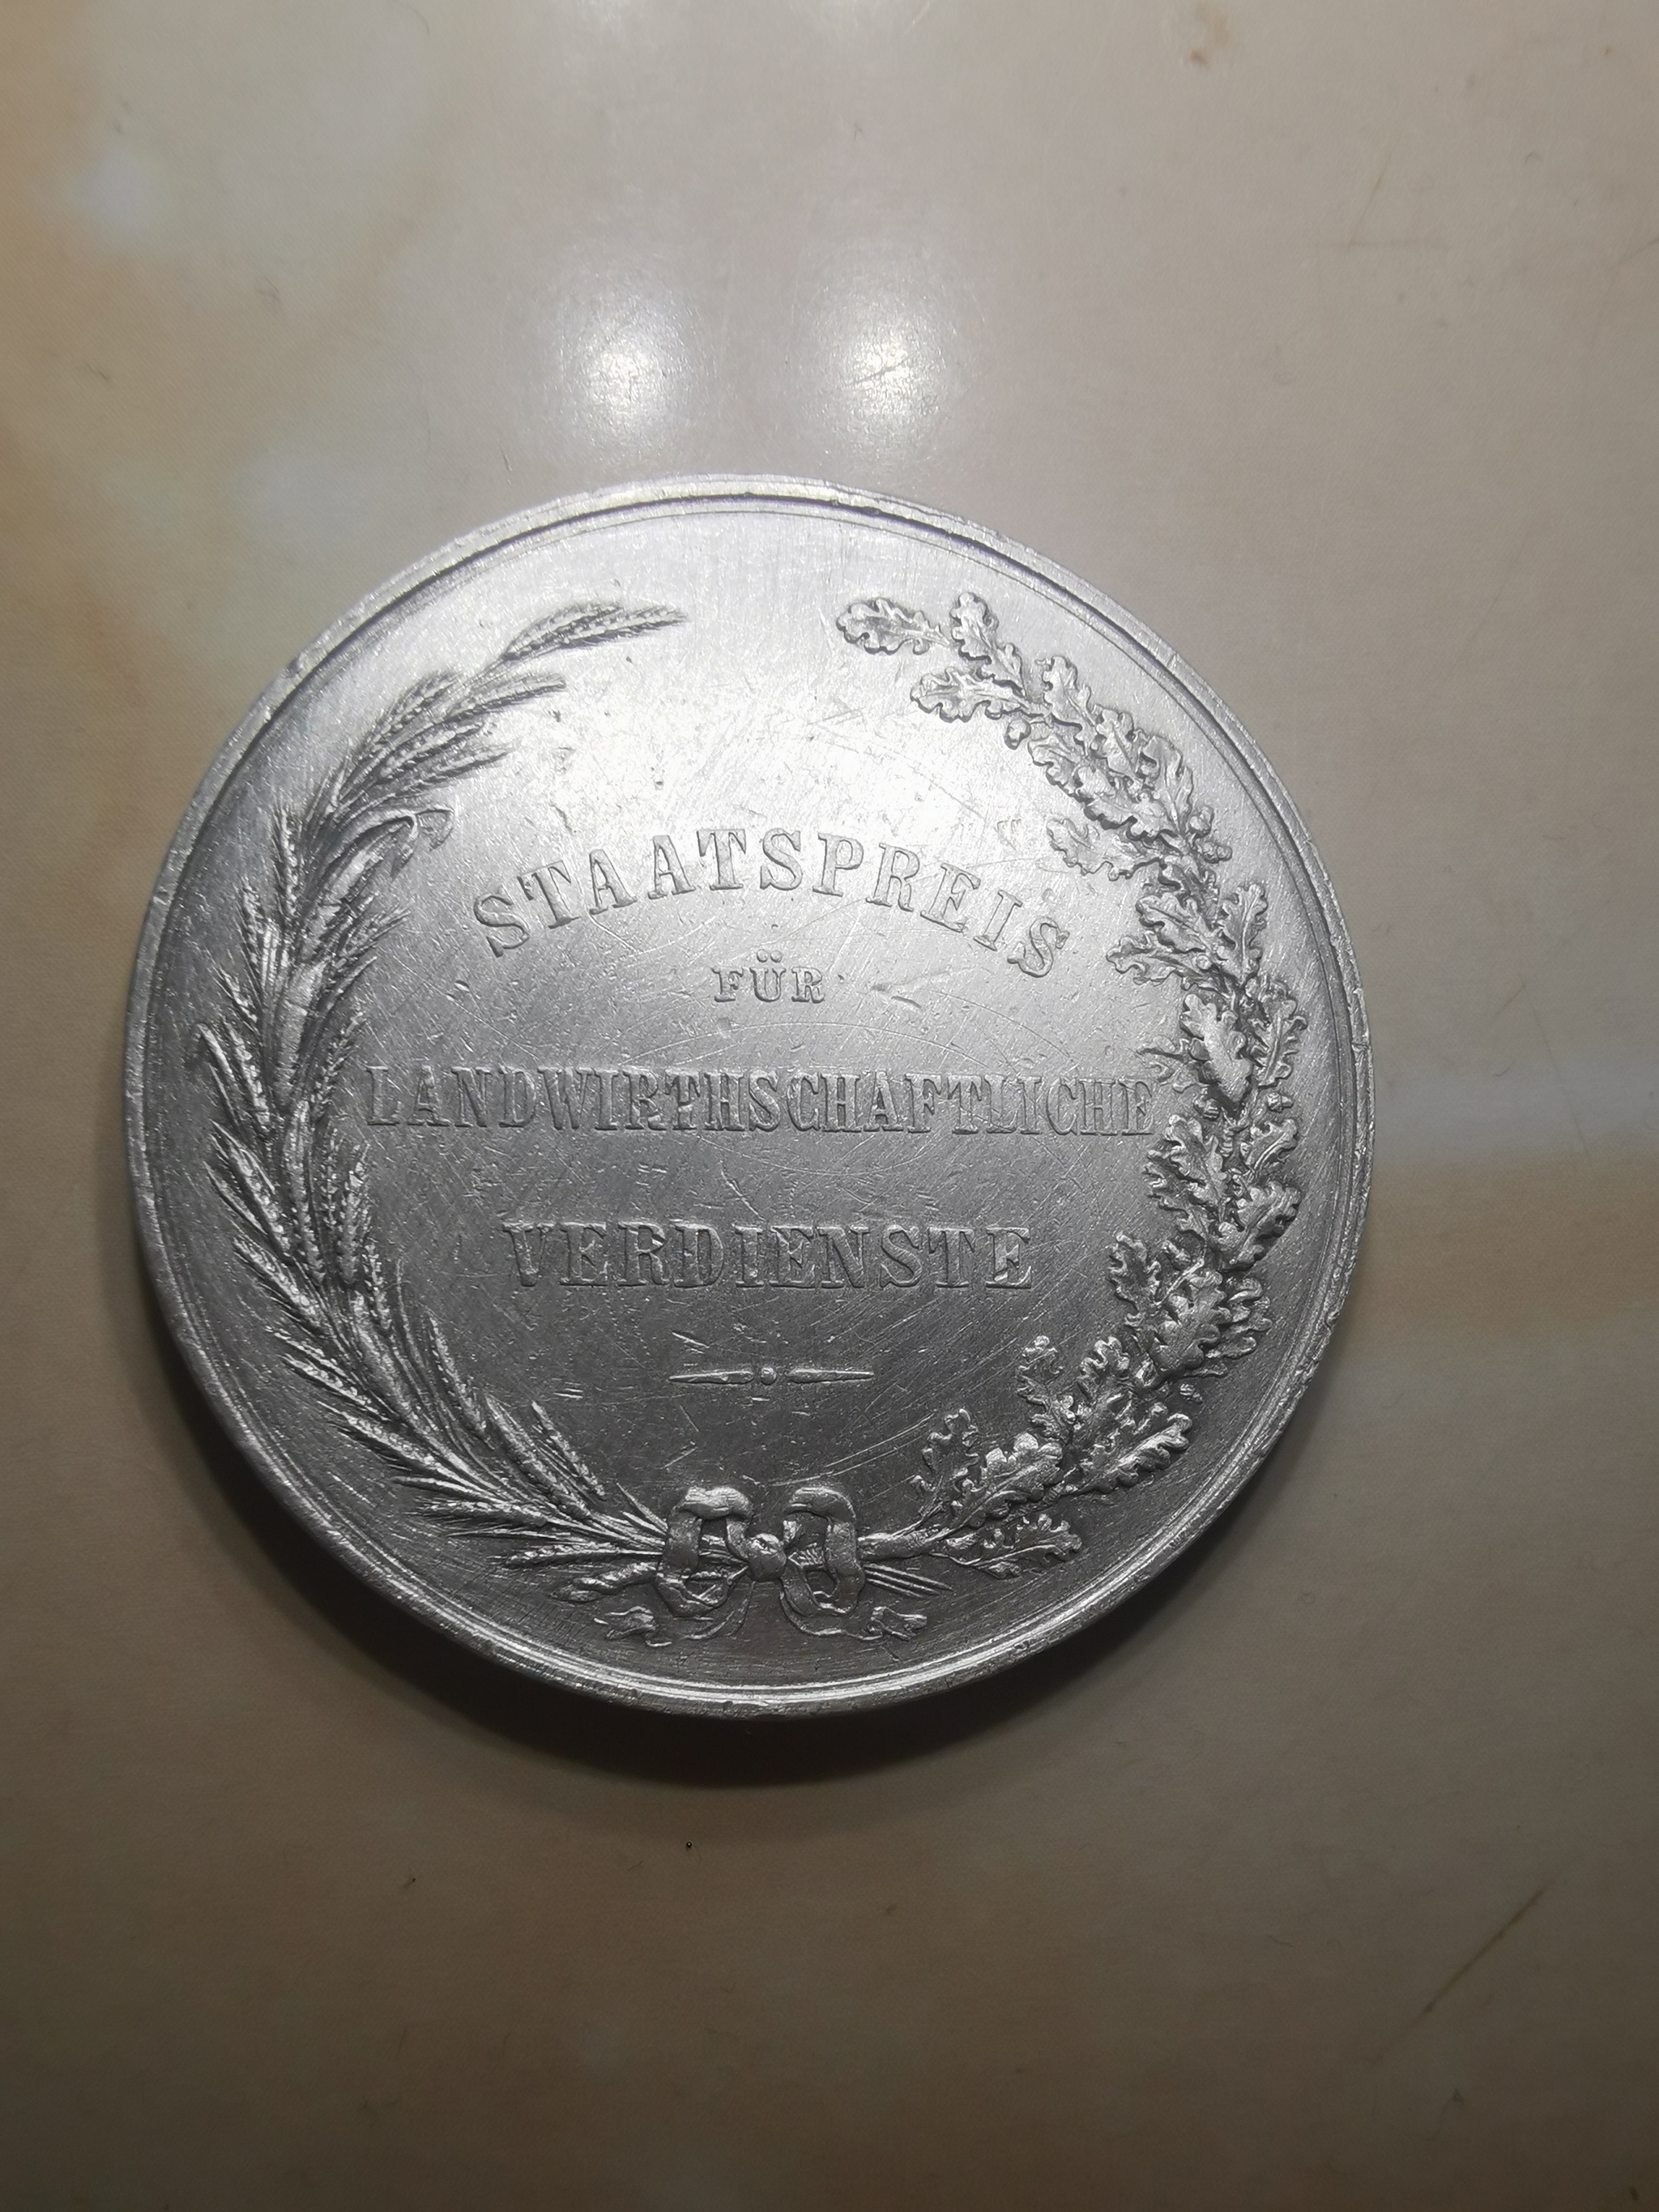 STAATSPREIS
FÜR
LANDWIRTHSCHAFTLICHE
VERDIENSTE